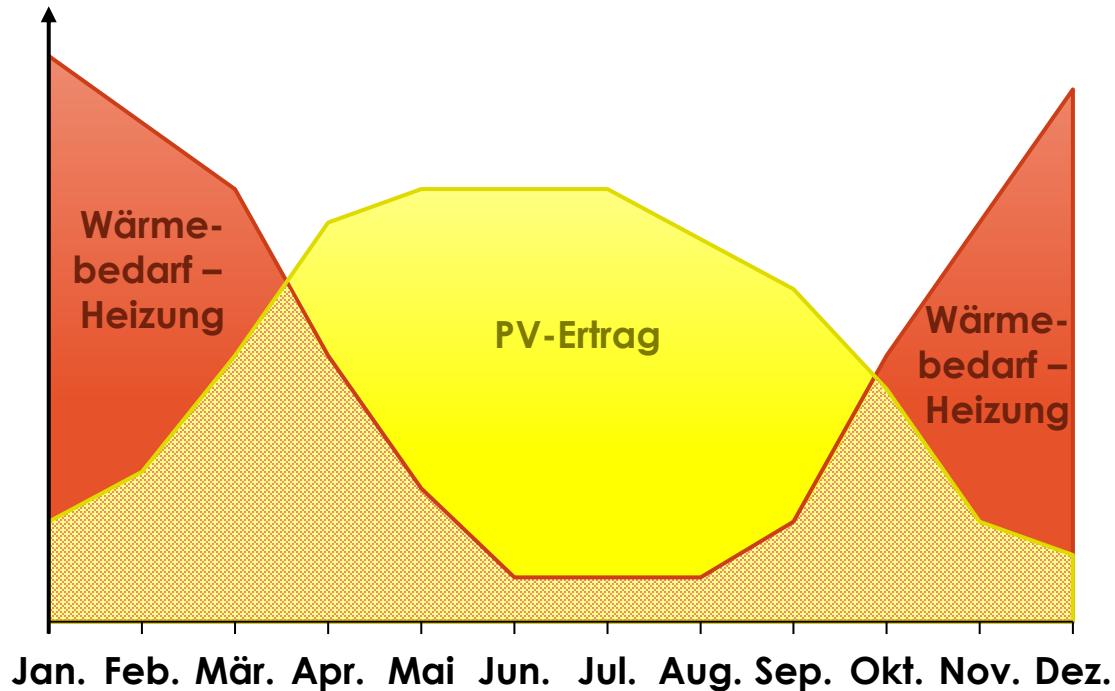 Wärme-
bedarf –
Heizung
PV-Ertrag
Wärme-
bedarf –
Heizung
Jan. Feb. Mär. Apr. Mai Jun. Jul. Aug. Sep. Okt. Nov. Dez.